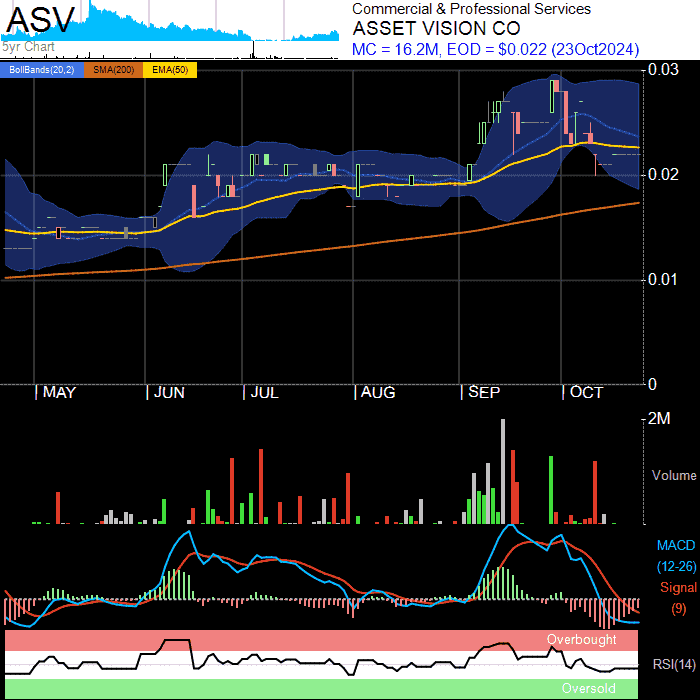 ASV
5yr Chart
Commercial & Professional Services
ASSET VISION CO
MC = 16.2M, EOD = $0.022 (23Oct2024)
BollBands(20,2) SMA(200) EMA(50)
0.03
0.02
0.01
0
MAY JUN JUL AUG SEP OCT
2M
Volume
MACD
(12-26)
Signal
(9)
Overbought
RSI(14)
Oversold